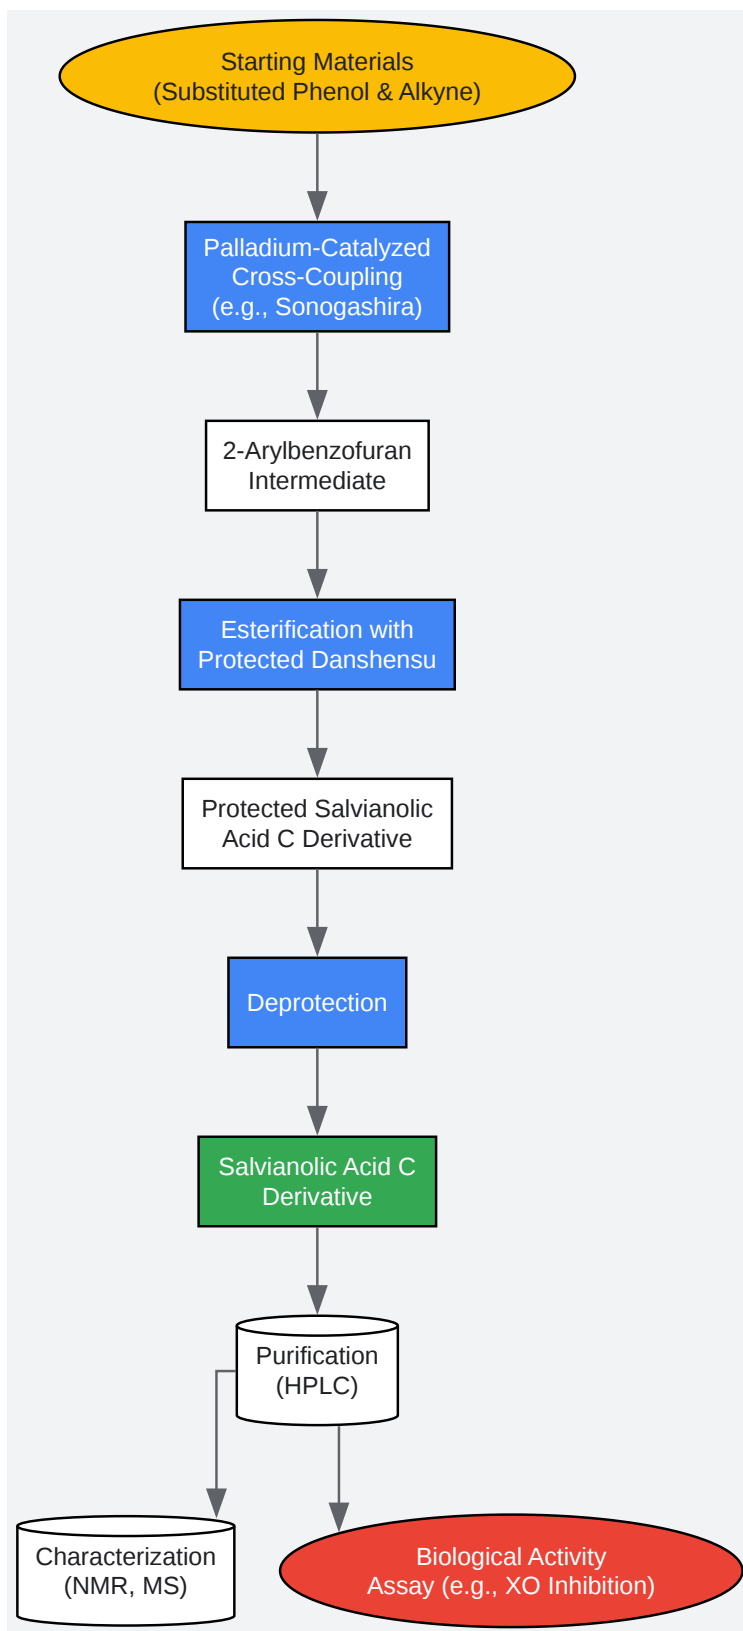 Starting Materials
(Substituted Phenol & Alkyne)
Palladium-Catalyzed
Cross-Coupling
(e.g., Sonogashira)
2-Arylbenzofuran
Intermediate
Esterification with
Protected Danshensu
Protected Salvianolic
Acid C Derivative
Deprotection
Salvianolic Acid C
Derivative
Purification
(HPLC)
Characterization
(NMR, MS)
Biological Activity
Assay (e.g., XO Inhibition)